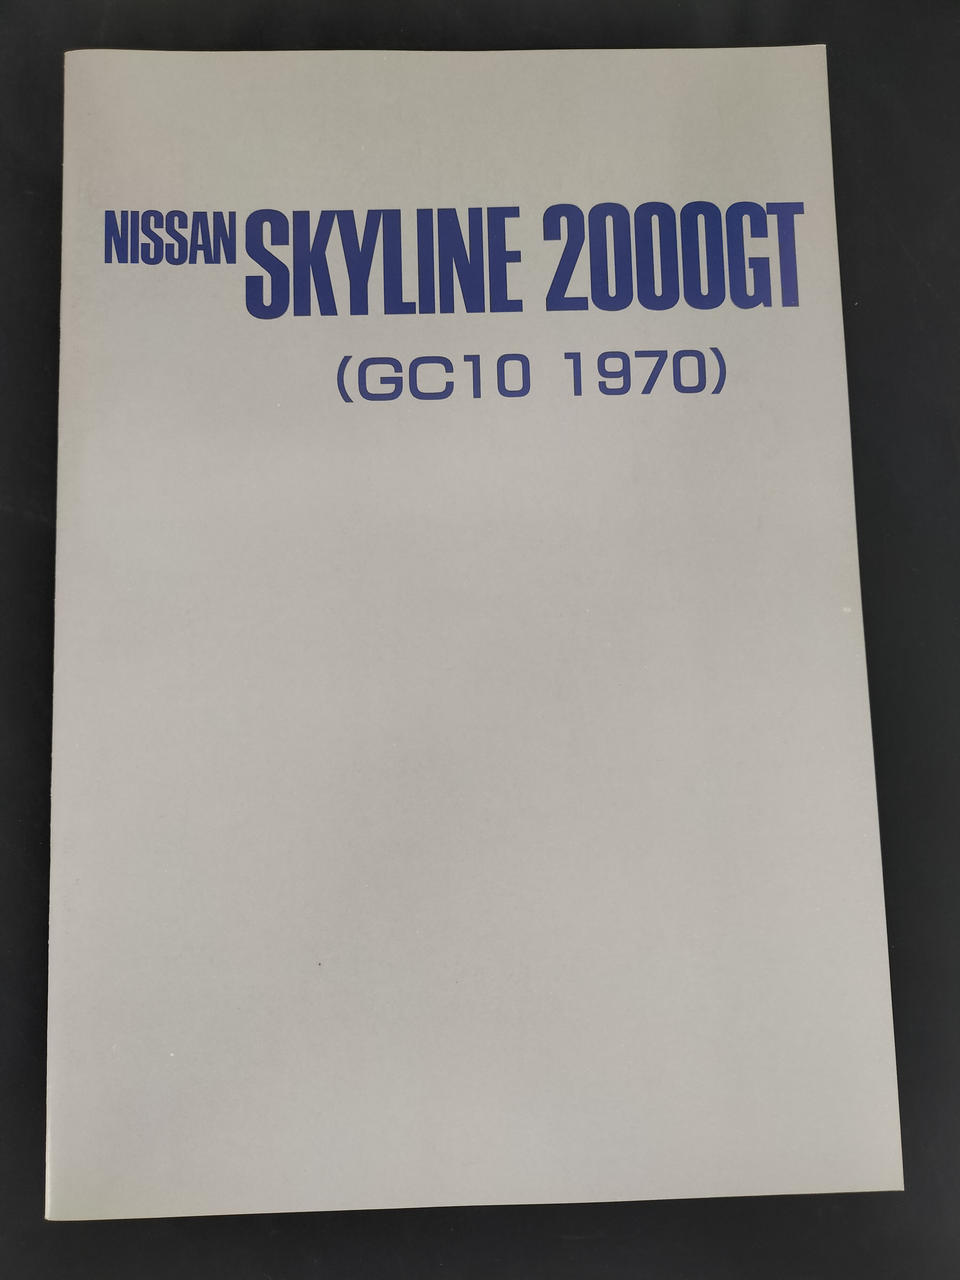 NISSAN SKYLINE 2000GT
(GC10 1970)